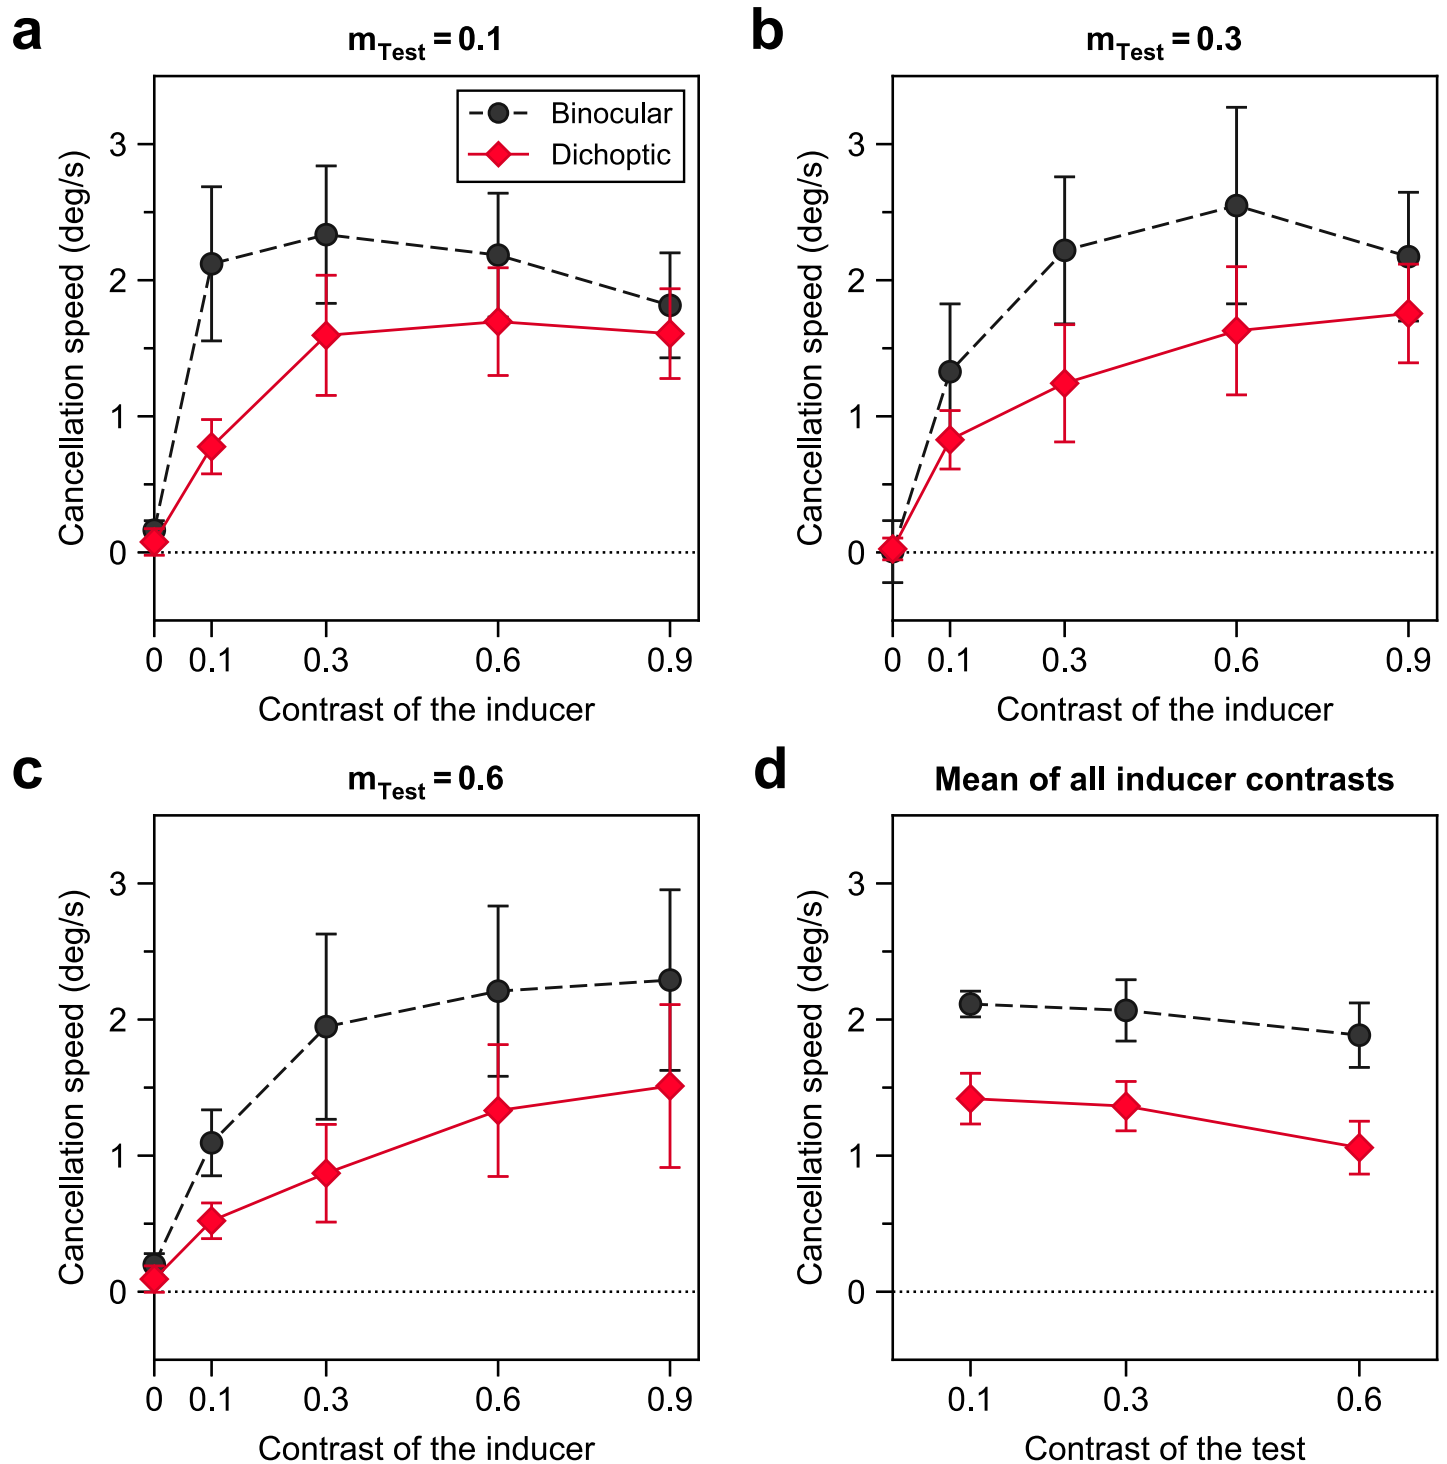 a
m_Test = 0.1
Binocular
Dichoptic
Cancellation speed (deg/s)
3
2
1
0
0 0.1 0.3 0.6 0.9
Contrast of the inducer
b
m_Test = 0.3
Cancellation speed (deg/s)
3
2
1
0
0 0.1 0.3 0.6 0.9
Contrast of the inducer
c
m_Test = 0.6
Cancellation speed (deg/s)
3
2
1
0
0 0.1 0.3 0.6 0.9
Contrast of the inducer
d
Mean of all inducer contrasts
Cancellation speed (deg/s)
3
2
1
0
0.1 0.3 0.6
Contrast of the test